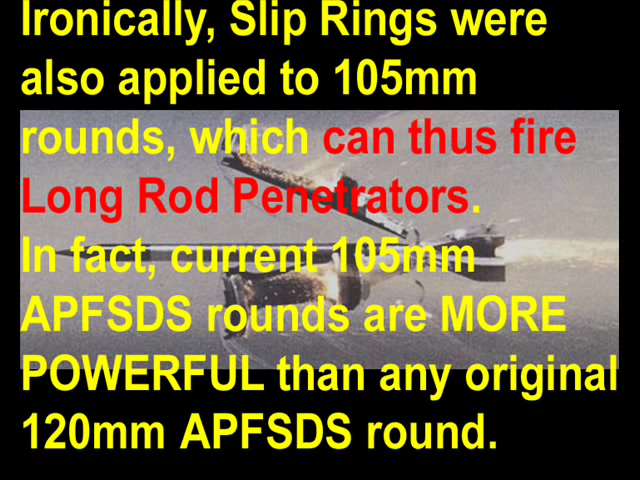 Ironically, Slip Rings were
also applied to 105mm
rounds, which can thus fire
Long Rod Penetrators.
In fact, current 105mm
APFSDS rounds are MORE
POWERFUL than any original
120mm APFSDS round.